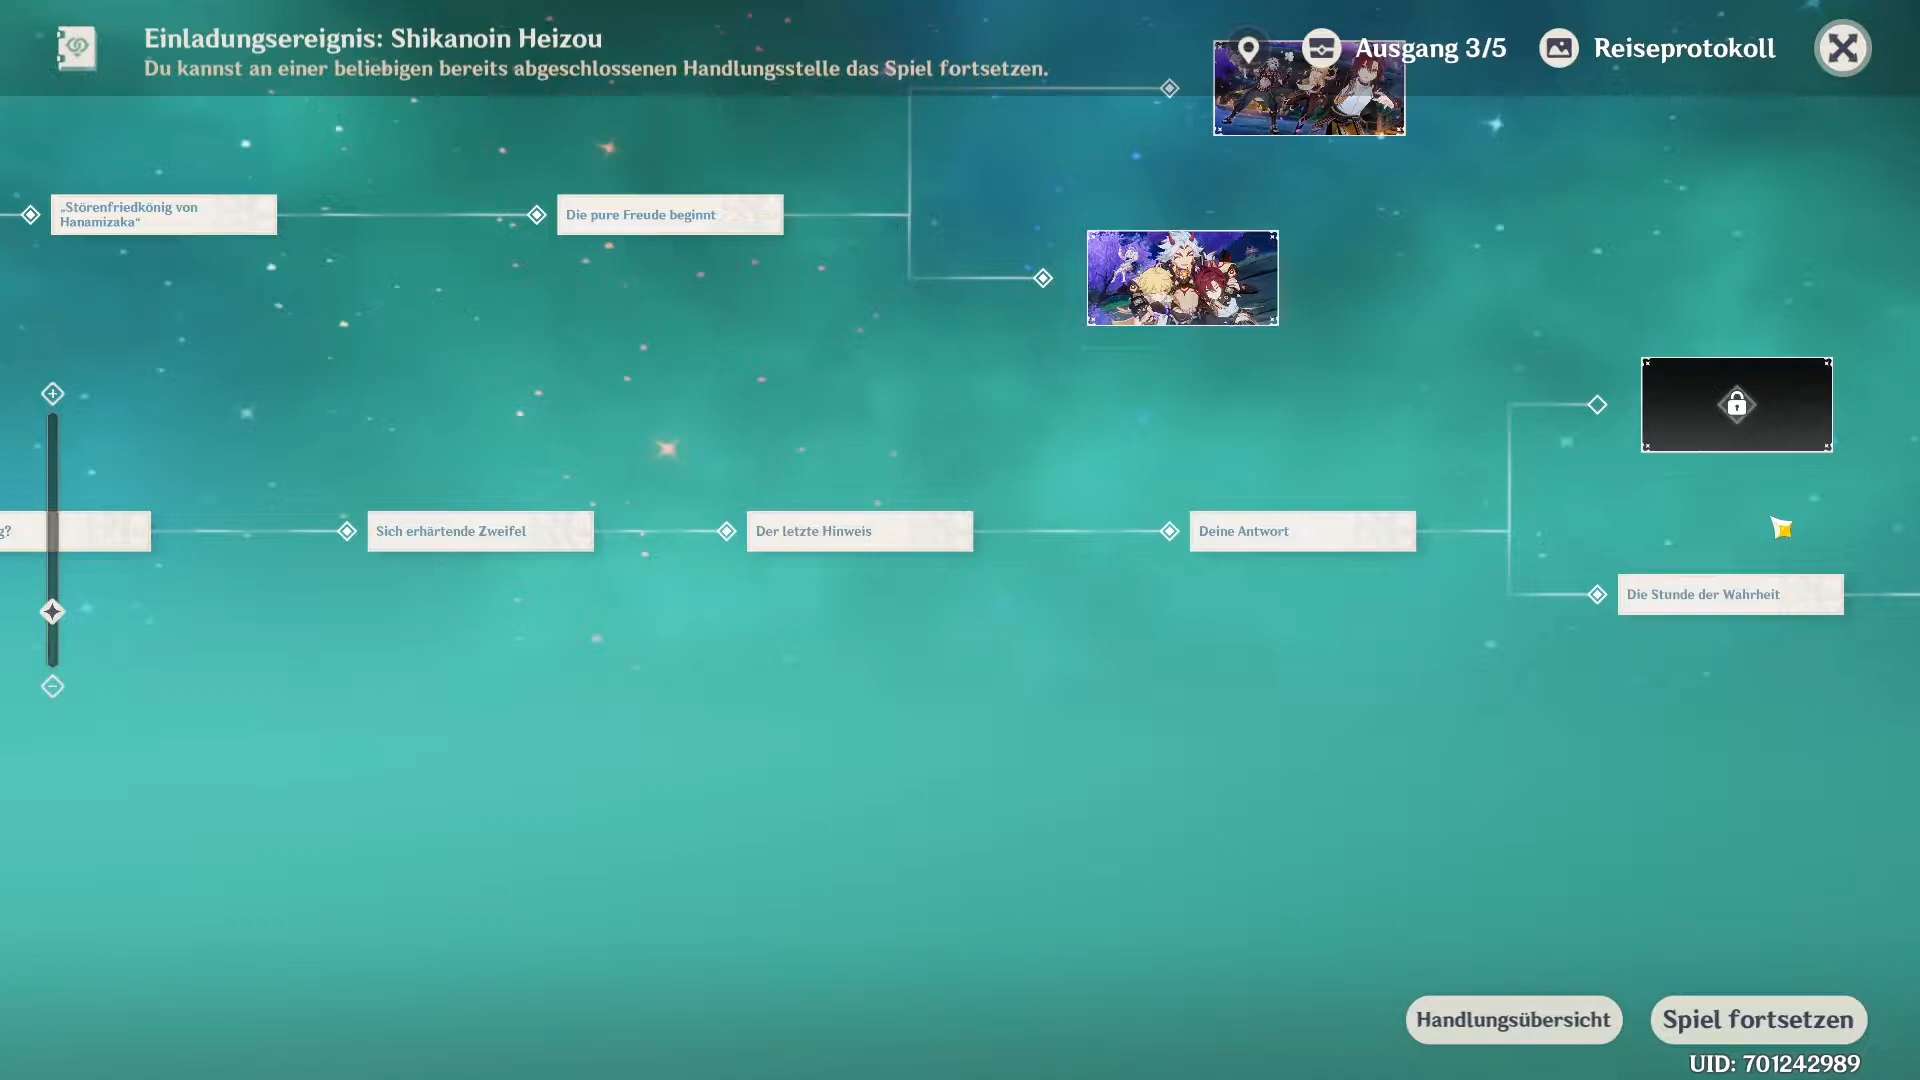 Einladungsereignis: Shikanoin Heizou
Du kannst an einer beliebigen bereits abgeschlossenen Handlungsstelle das Spiel fortsetzen.
Ausgang 3/5
Reiseprotokoll
„Störenfriedkönig von
Hanamizaka“
Die pure Freude beginnt
g?
Sich erhärtende Zweifel
Der letzte Hinweis
Deine Antwort
Die Stunde der Wahrheit
Handlungsübersicht
Spiel fortsetzen
UID: 701242989